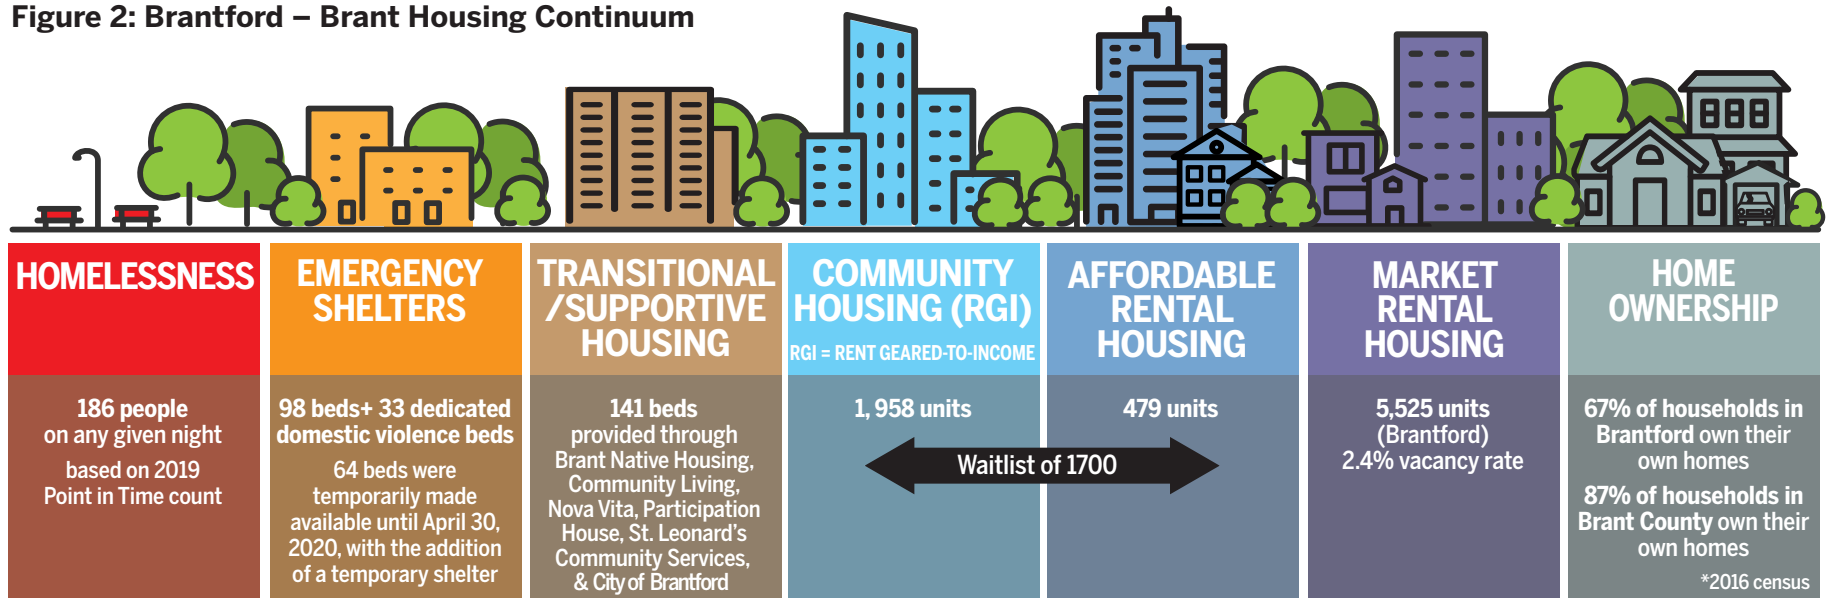 Figure 2: Brantford – Brant Housing Continuum
HOMELESSNESS
186 people
on any given night
based on 2019
Point in Time count
EMERGENCY
SHELTERS
98 beds+ 33 dedicated
domestic violence beds
64 beds were
temporarily made
available until April 30,
2020, with the addition
of a temporary shelter
TRANSITIONAL
/SUPPORTIVE
HOUSING
141 beds
provided through
Brant Native Housing,
Community Living,
Nova Vita, Participation
House, St. Leonard's
Community Services,
& City of Brantford
COMMUNITY
HOUSING (RGI)
RGI = RENT GEARED-TO-INCOME
1, 958 units
AFFORDABLE
RENTAL
HOUSING
479 units
Waitlist of 1700
MARKET
RENTAL
HOUSING
5,525 units
(Brantford)
2.4% vacancy rate
HOME
OWNERSHIP
67% of households in
Brantford own their
own homes
87% of households in
Brant County own their
own homes
*2016 census